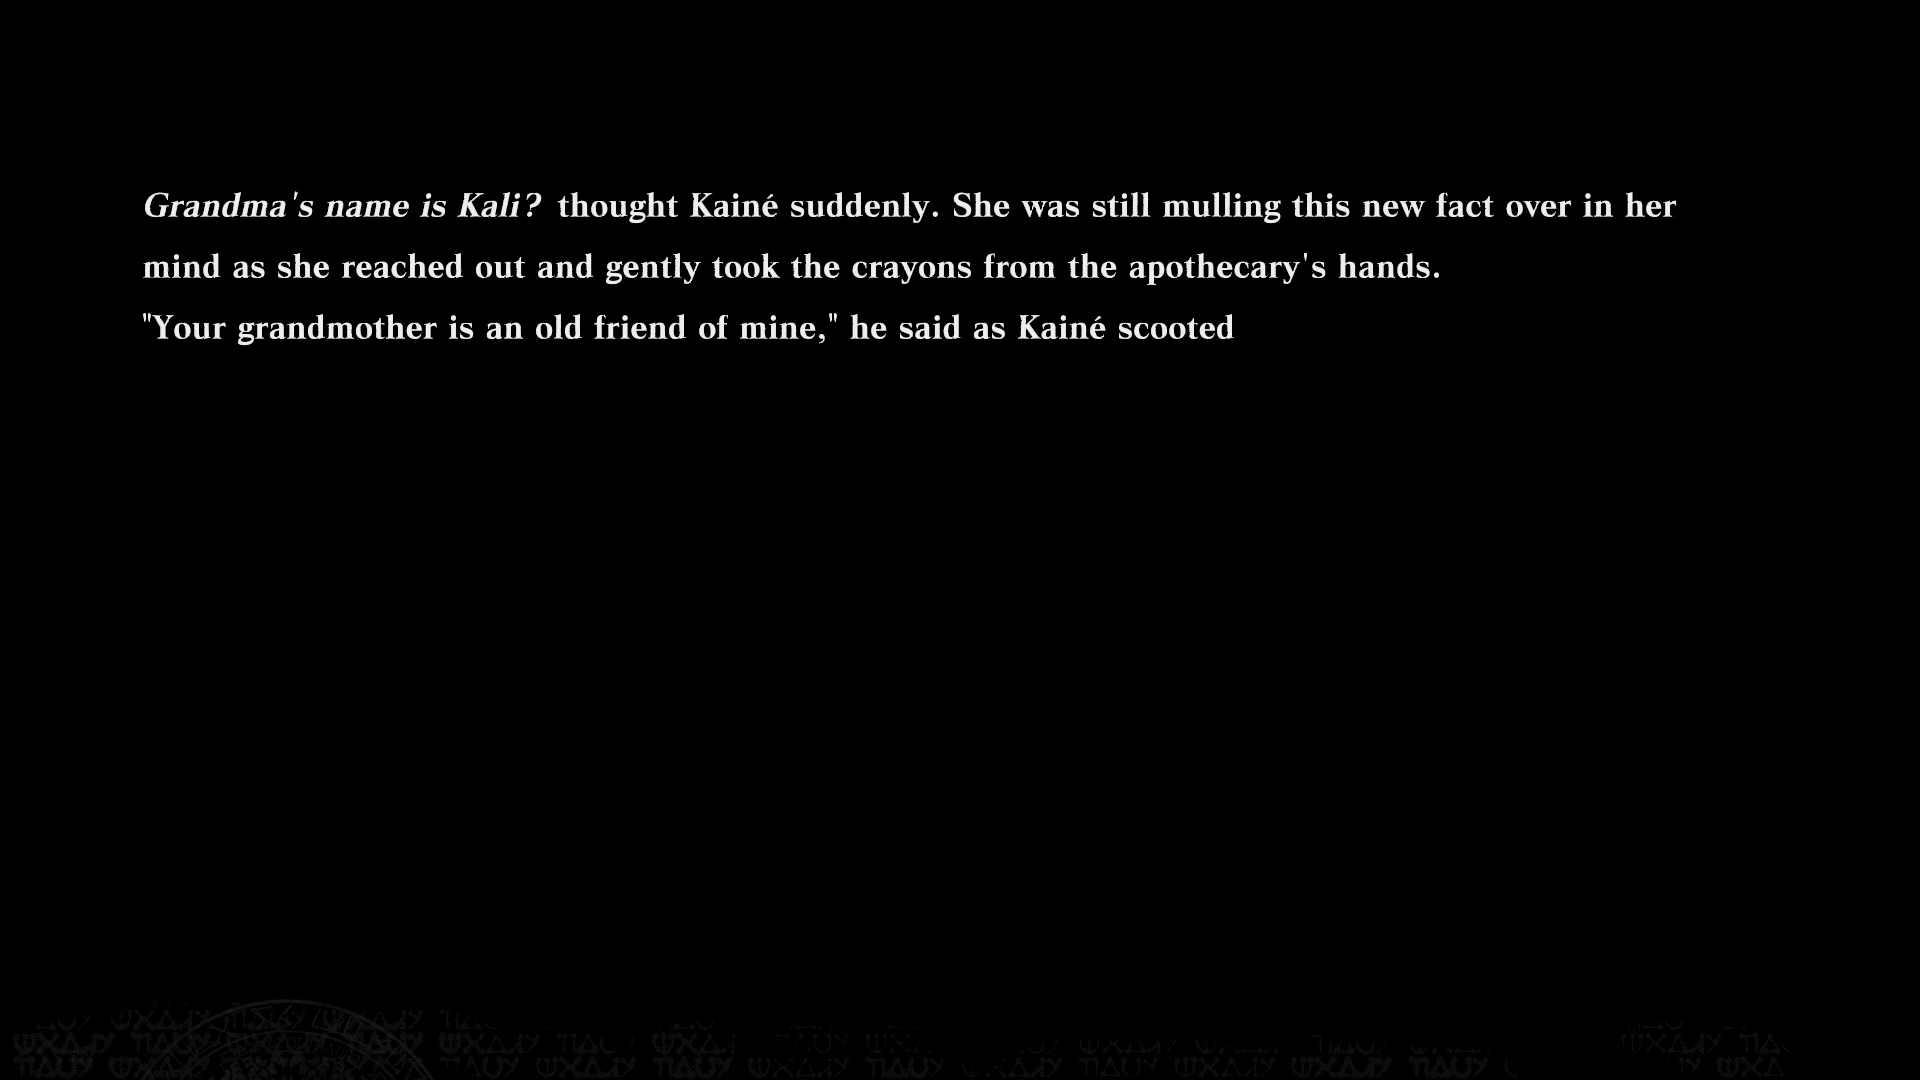 Grandma's name is Kali? thought Kainé suddenly. She was still mulling this new fact over in her
mind as she reached out and gently took the crayons from the apothecary's hands.
"Your grandmother is an old friend of mine," he said as Kainé scooted